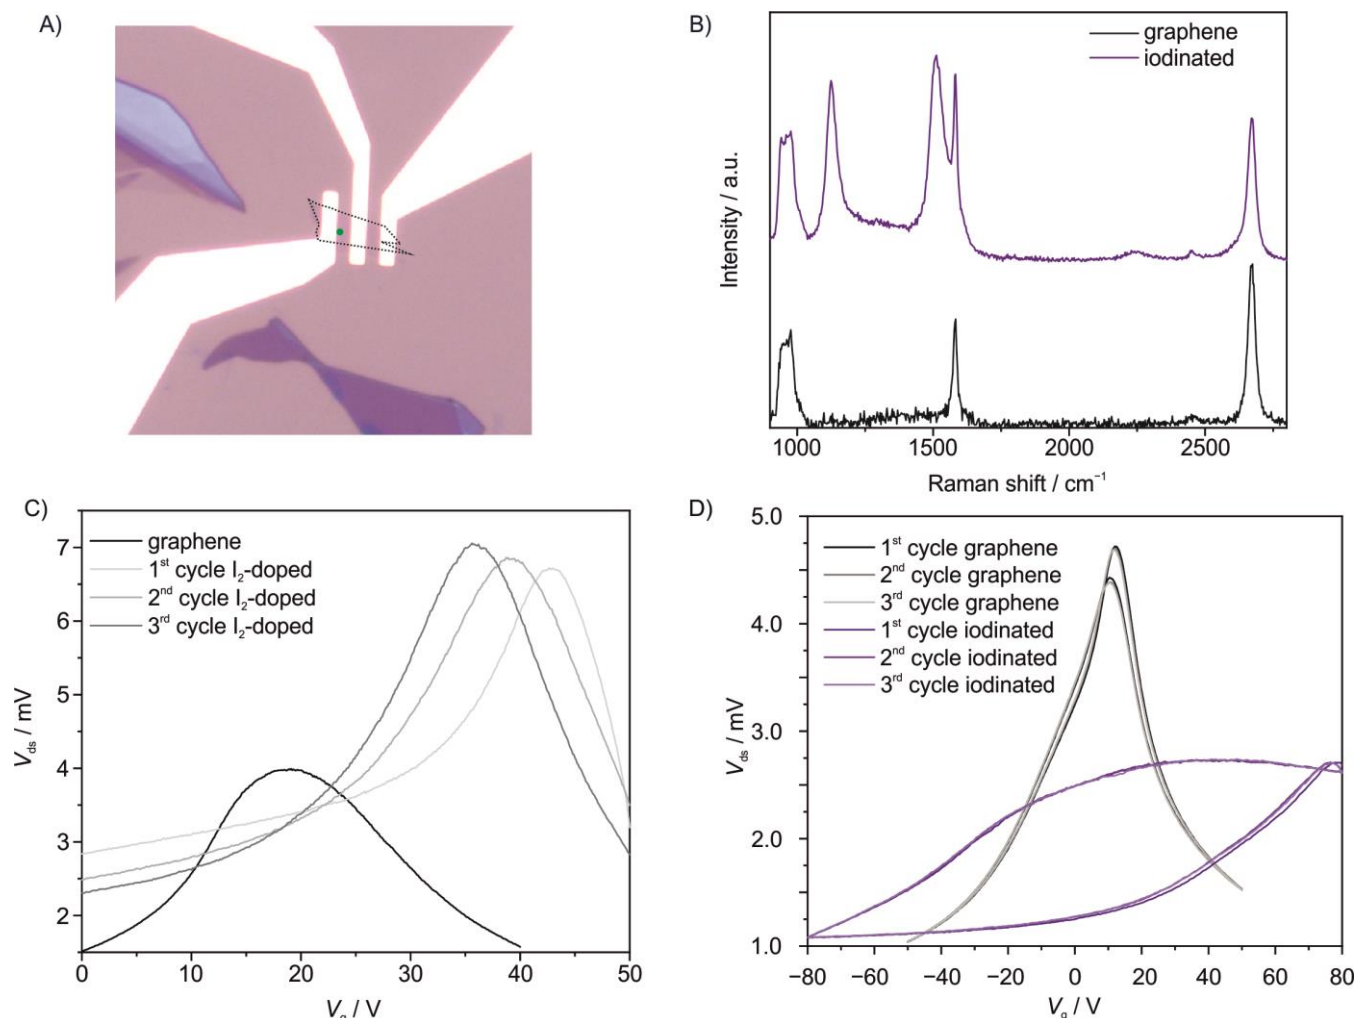 A)
B)
graphene
iodinated
Intensity / a.u.
1000 1500 2000 2500
Raman shift / cm⁻¹
C)
graphene
1st cycle I₂-doped
2nd cycle I₂-doped
3rd cycle I₂-doped
7
6
5
4
3
2
Vds / mV
0 10 20 30 40 50
Vg / V
D)
1st cycle graphene
2nd cycle graphene
3rd cycle graphene
1st cycle iodinated
2nd cycle iodinated
3rd cycle iodinated
5.0
4.0
3.0
2.0
1.0
Vds / mV
−80 −60 −40 −20 0 20 40 60 80
Vg / V